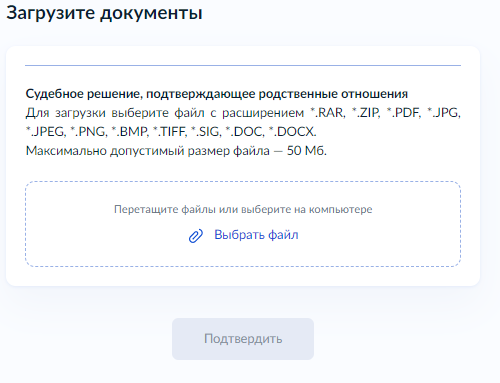 Загрузите документы
Судебное решение, подтверждающее родственные отношения
Для загрузки выберите файл с расширением *.RAR, *.ZIP, *.PDF, *.JPG,
*.JPEG, *.PNG, *.BMP, *.TIFF, *.SIG, *.DOC, *.DOCX.
Максимально допустимый размер файла — 50 Мб.
Перетащите файлы или выберите на компьютере
Выбрать файл
Подтвердить